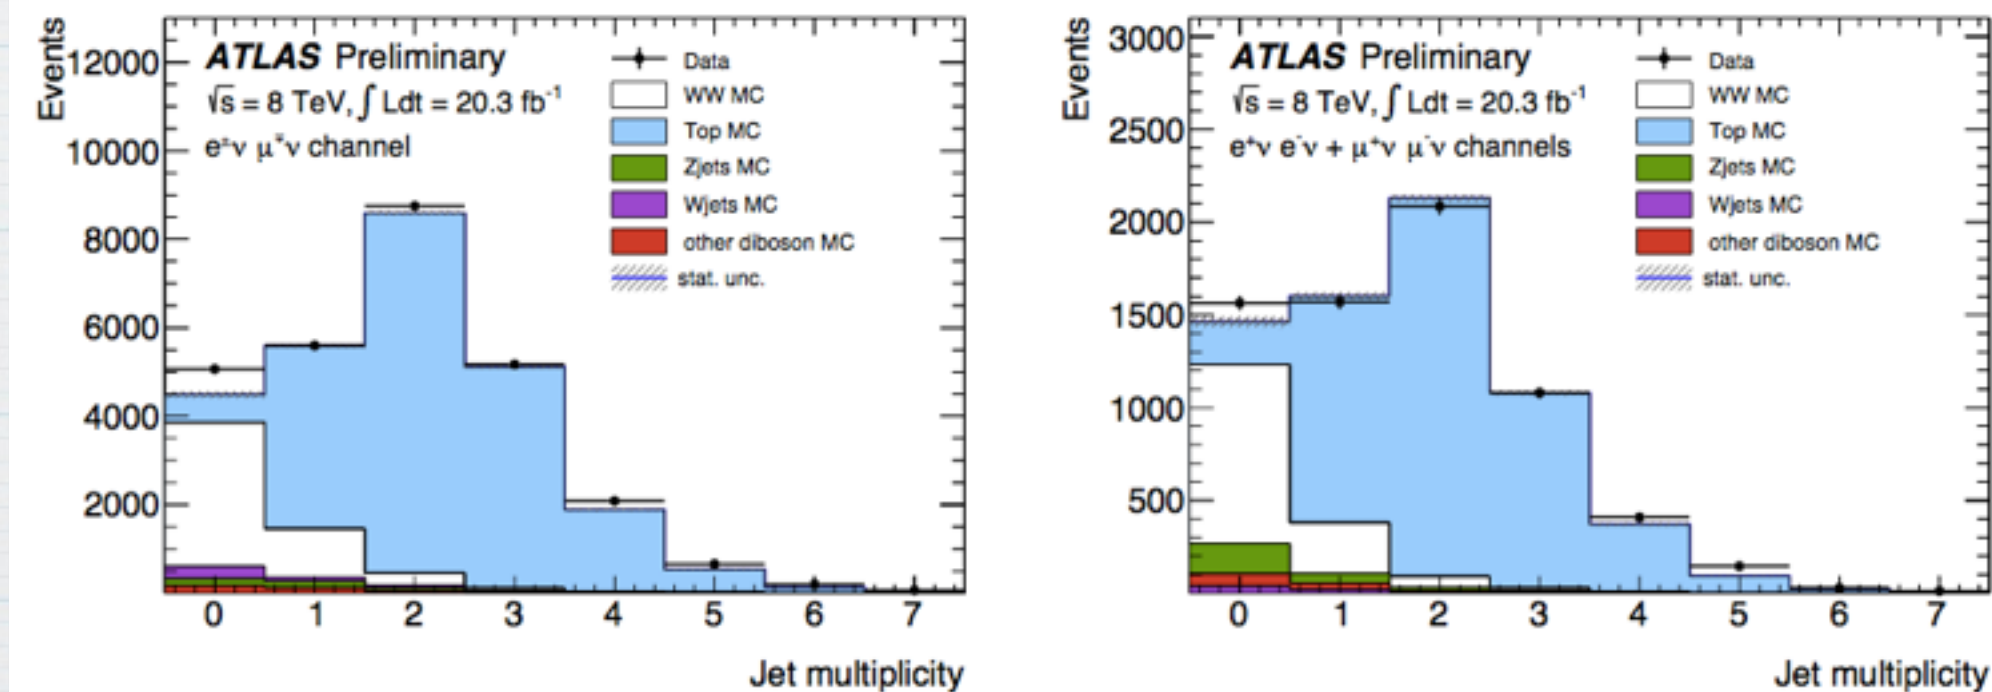 Events
12000
10000
8000
6000
4000
2000
ATLAS Preliminary
√s = 8 TeV, ∫ Ldt = 20.3 fb⁻¹
e±ν μ∓ν channel
Data
WW MC
Top MC
Zjets MC
Wjets MC
other diboson MC
stat. unc.
0 1 2 3 4 5 6 7
Jet multiplicity
Events
3000
2500
2000
1500
1000
500
ATLAS Preliminary
√s = 8 TeV, ∫ Ldt = 20.3 fb⁻¹
e⁺ν e⁻ν + μ⁺ν μ⁻ν channels
Data
WW MC
Top MC
Zjets MC
Wjets MC
other diboson MC
stat. unc.
0 1 2 3 4 5 6 7
Jet multiplicity